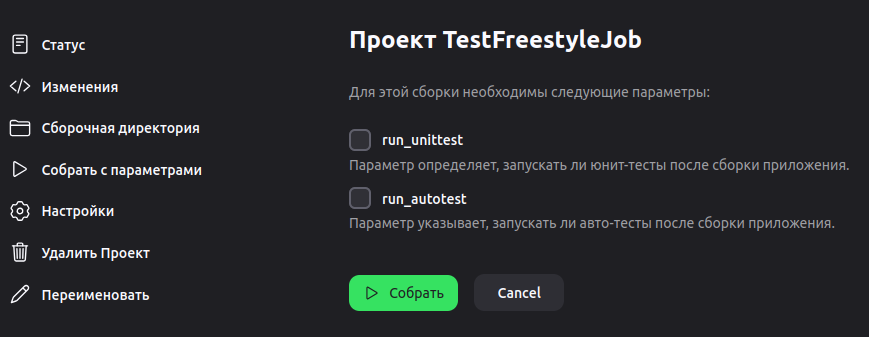 Статус
Изменения
Сборочная директория
Собрать с параметрами
Настройки
Удалить Проект
Переименовать
Проект TestFreestyleJob
Для этой сборки необходимы следующие параметры:
run_unittest
Параметр определяет, запускать ли юнит-тесты после сборки приложения.
run_autotest
Параметр указывает, запускать ли авто-тесты после сборки приложения.
Собрать
Cancel